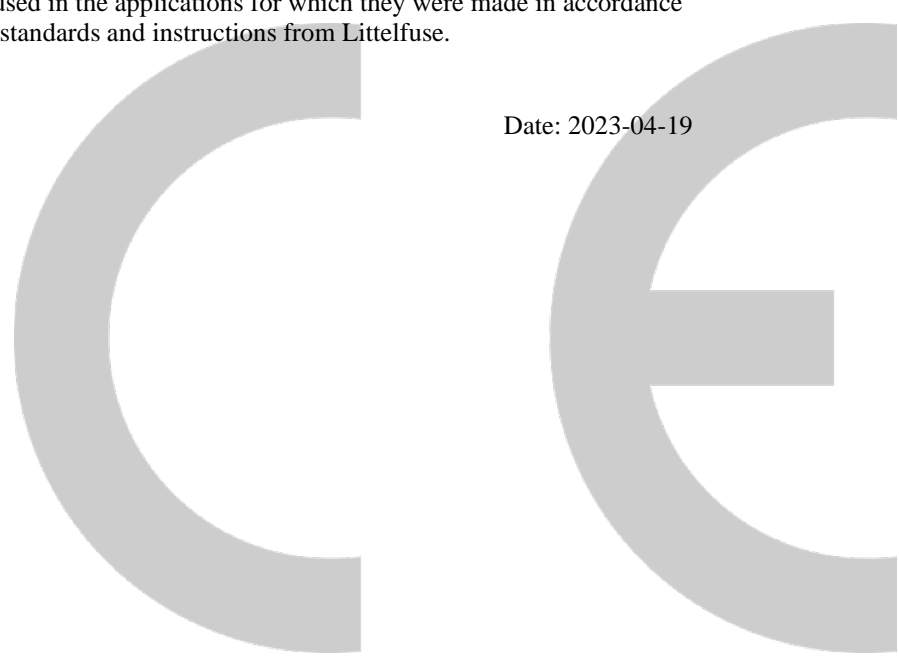 used in the applications for which they were made in accordance
standards and instructions from Littelfuse.
Date: 2023-04-19
CE